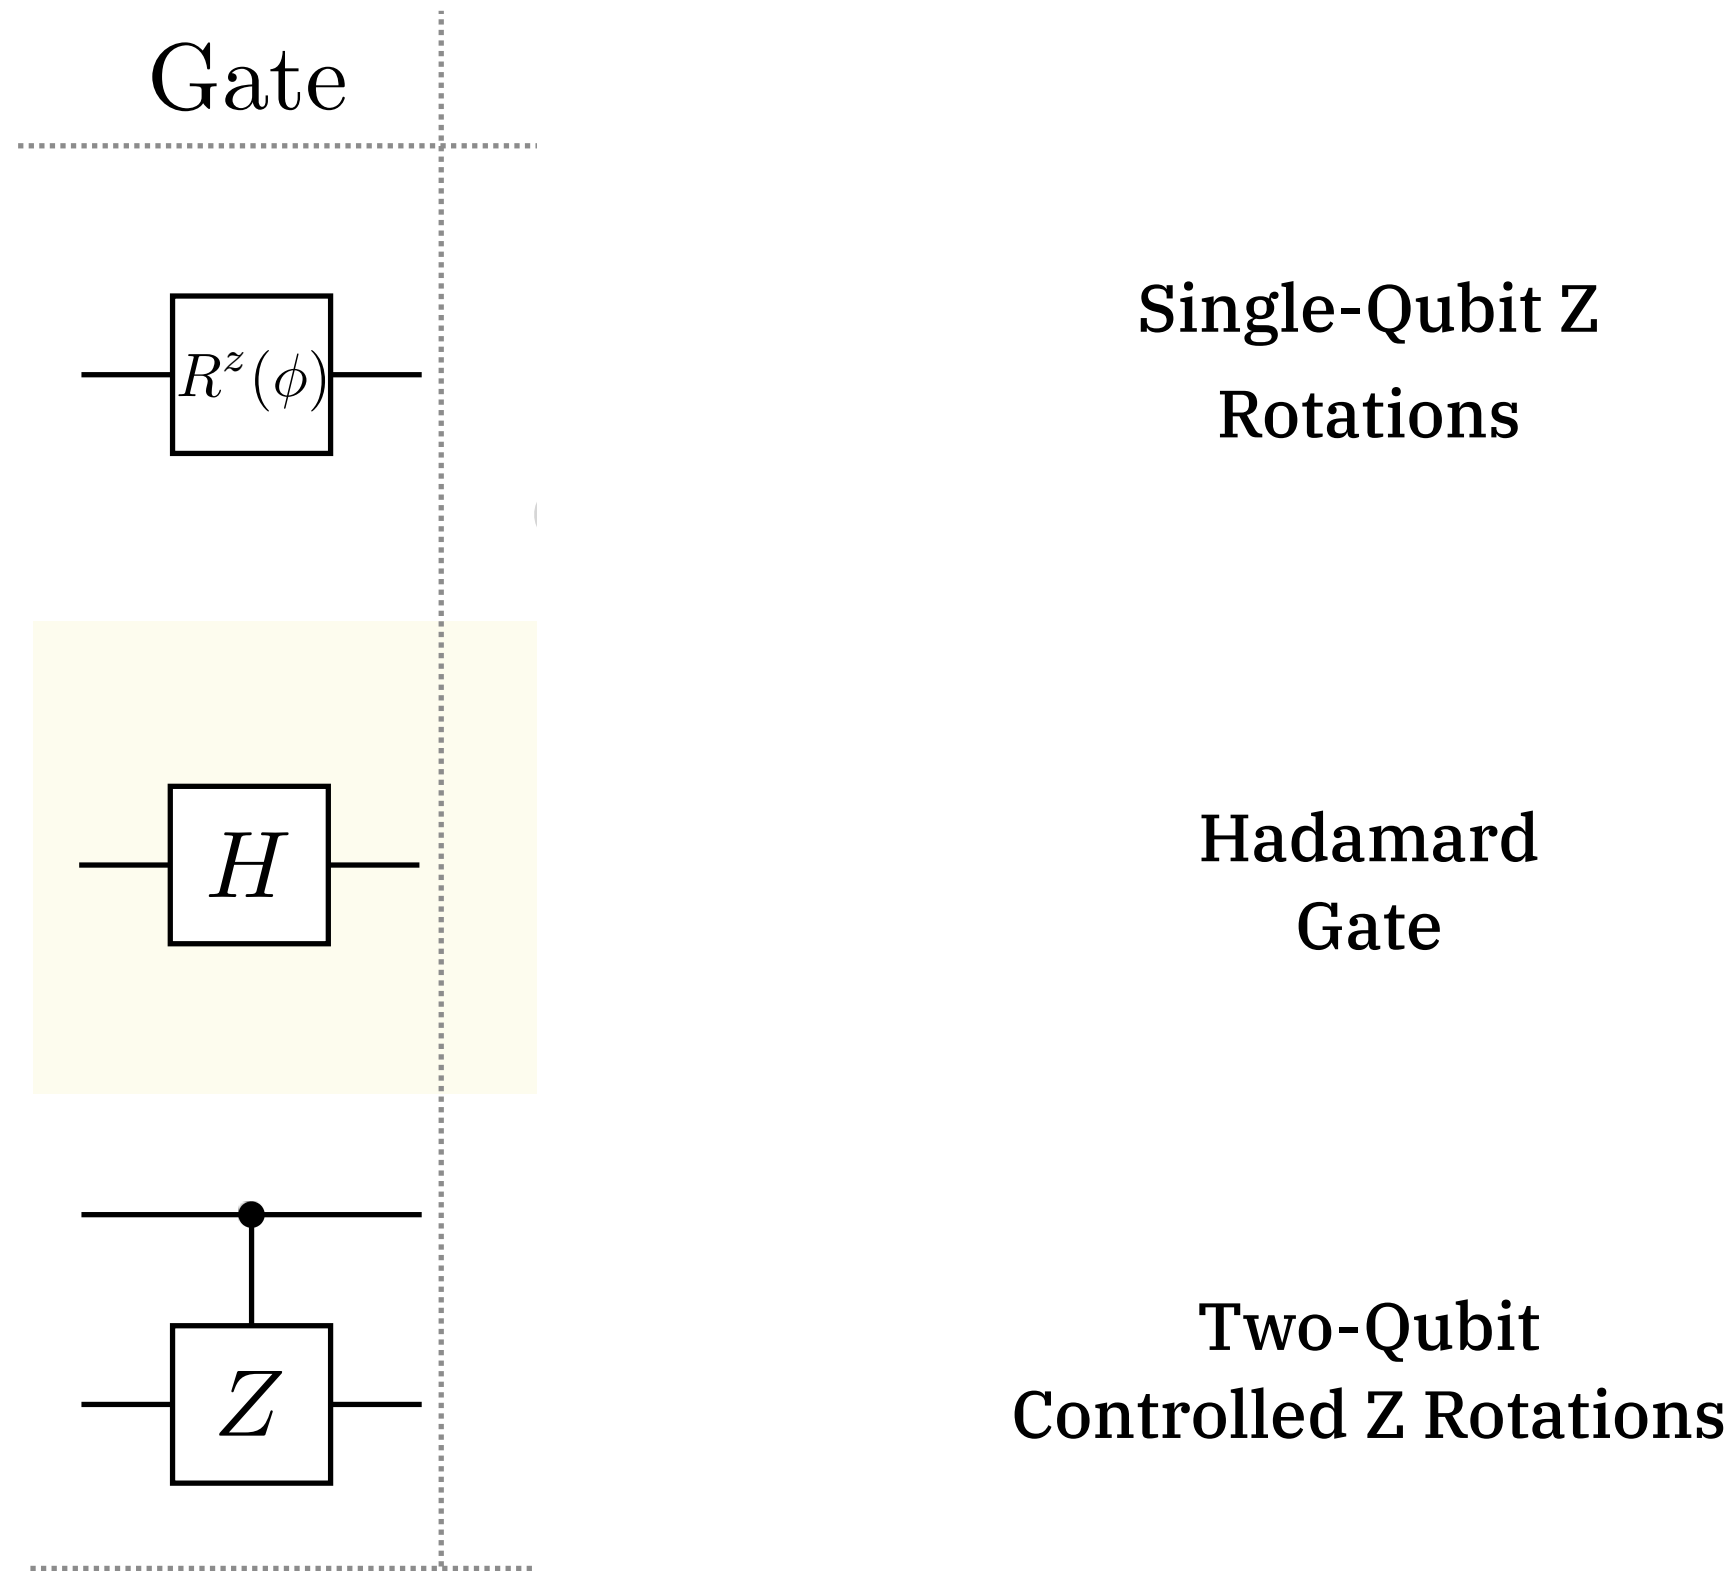 Gate
R^z(ϕ)
Single-Qubit Z
Rotations
H
Hadamard
Gate
Z
Two-Qubit
Controlled Z Rotations